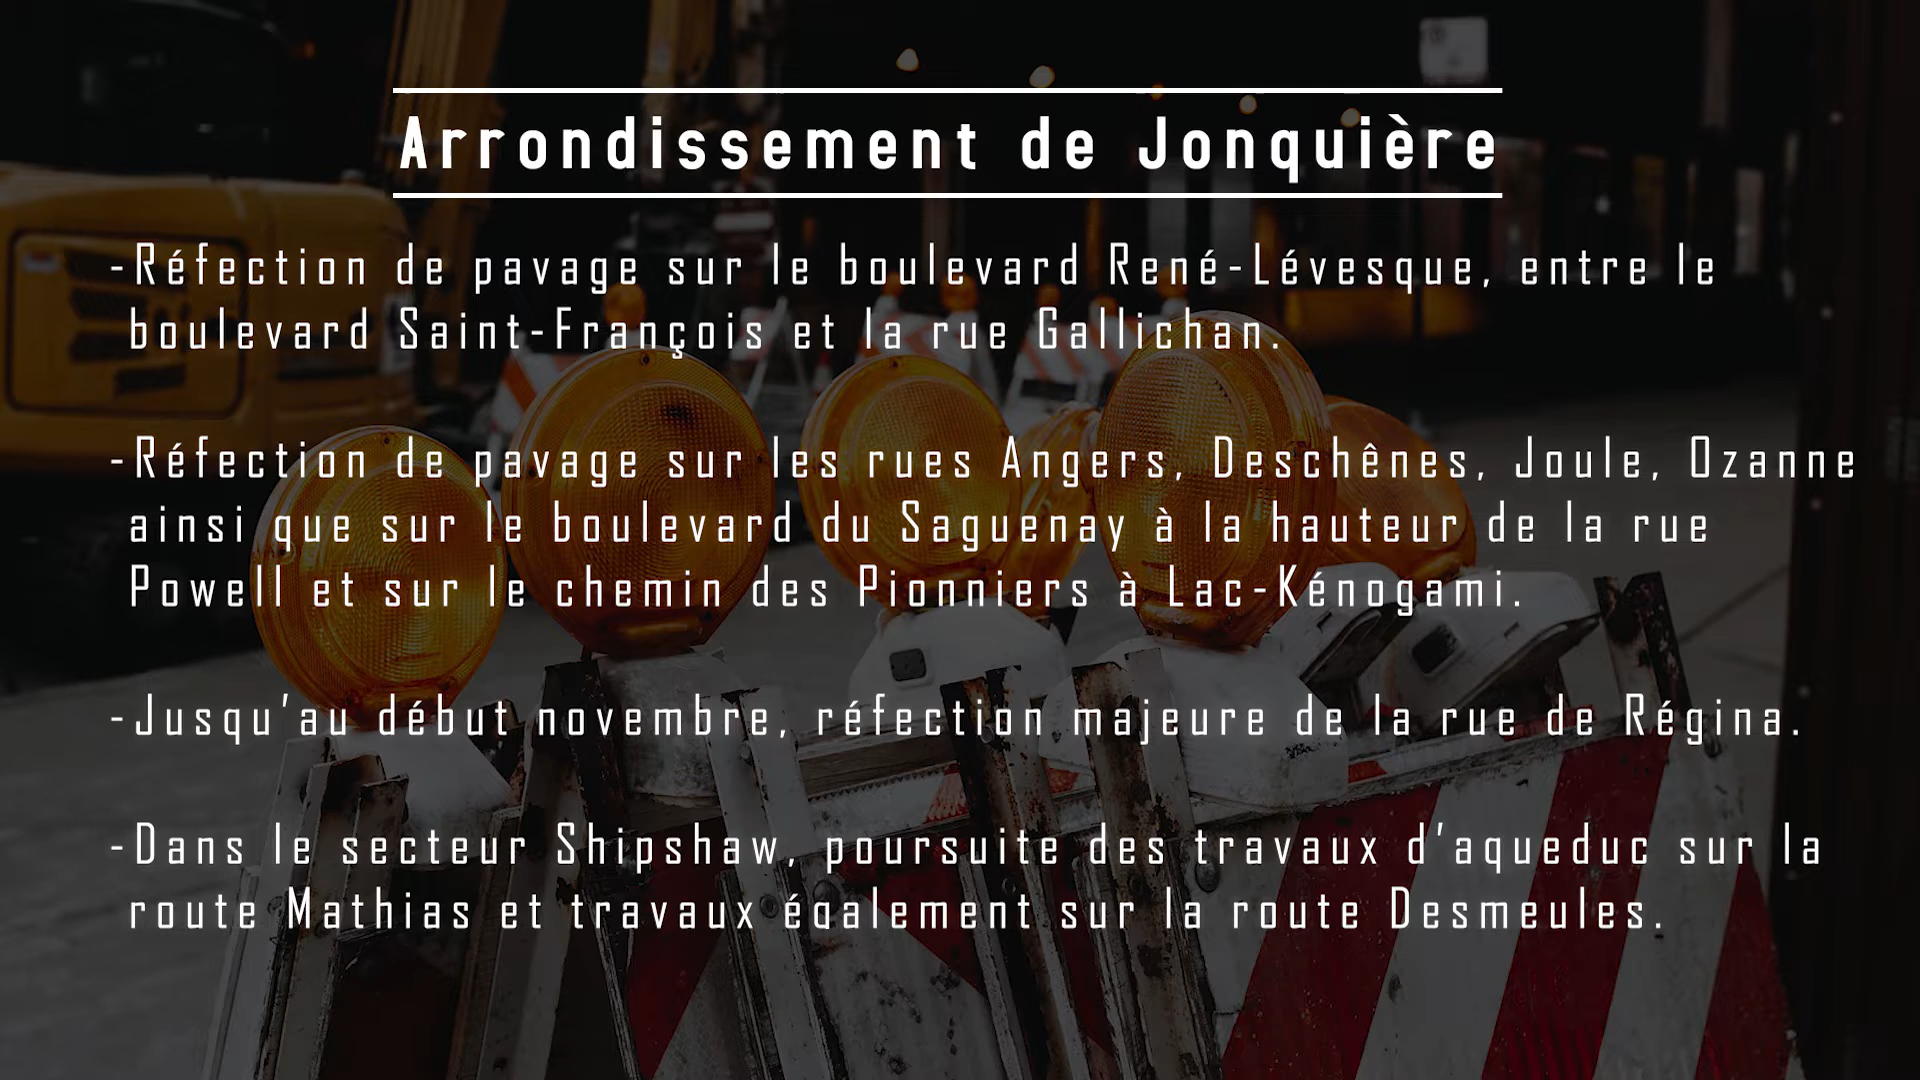 Arrondissement de Jonquière
-Réfection de pavage sur le boulevard René-Lévesque, entre le
boulevard Saint-François et la rue Gallichan.
-Réfection de pavage sur les rues Angers, Deschênes, Joule, Ozanne
ainsi que sur le boulevard du Saguenay à la hauteur de la rue
Powell et sur le chemin des Pionniers à Lac-Kénogami.
-Jusqu’au début novembre, réfection majeure de la rue de Régina.
-Dans le secteur Shipshaw, poursuite des travaux d’aqueduc sur la
route Mathias et travaux également sur la route Desmeules.